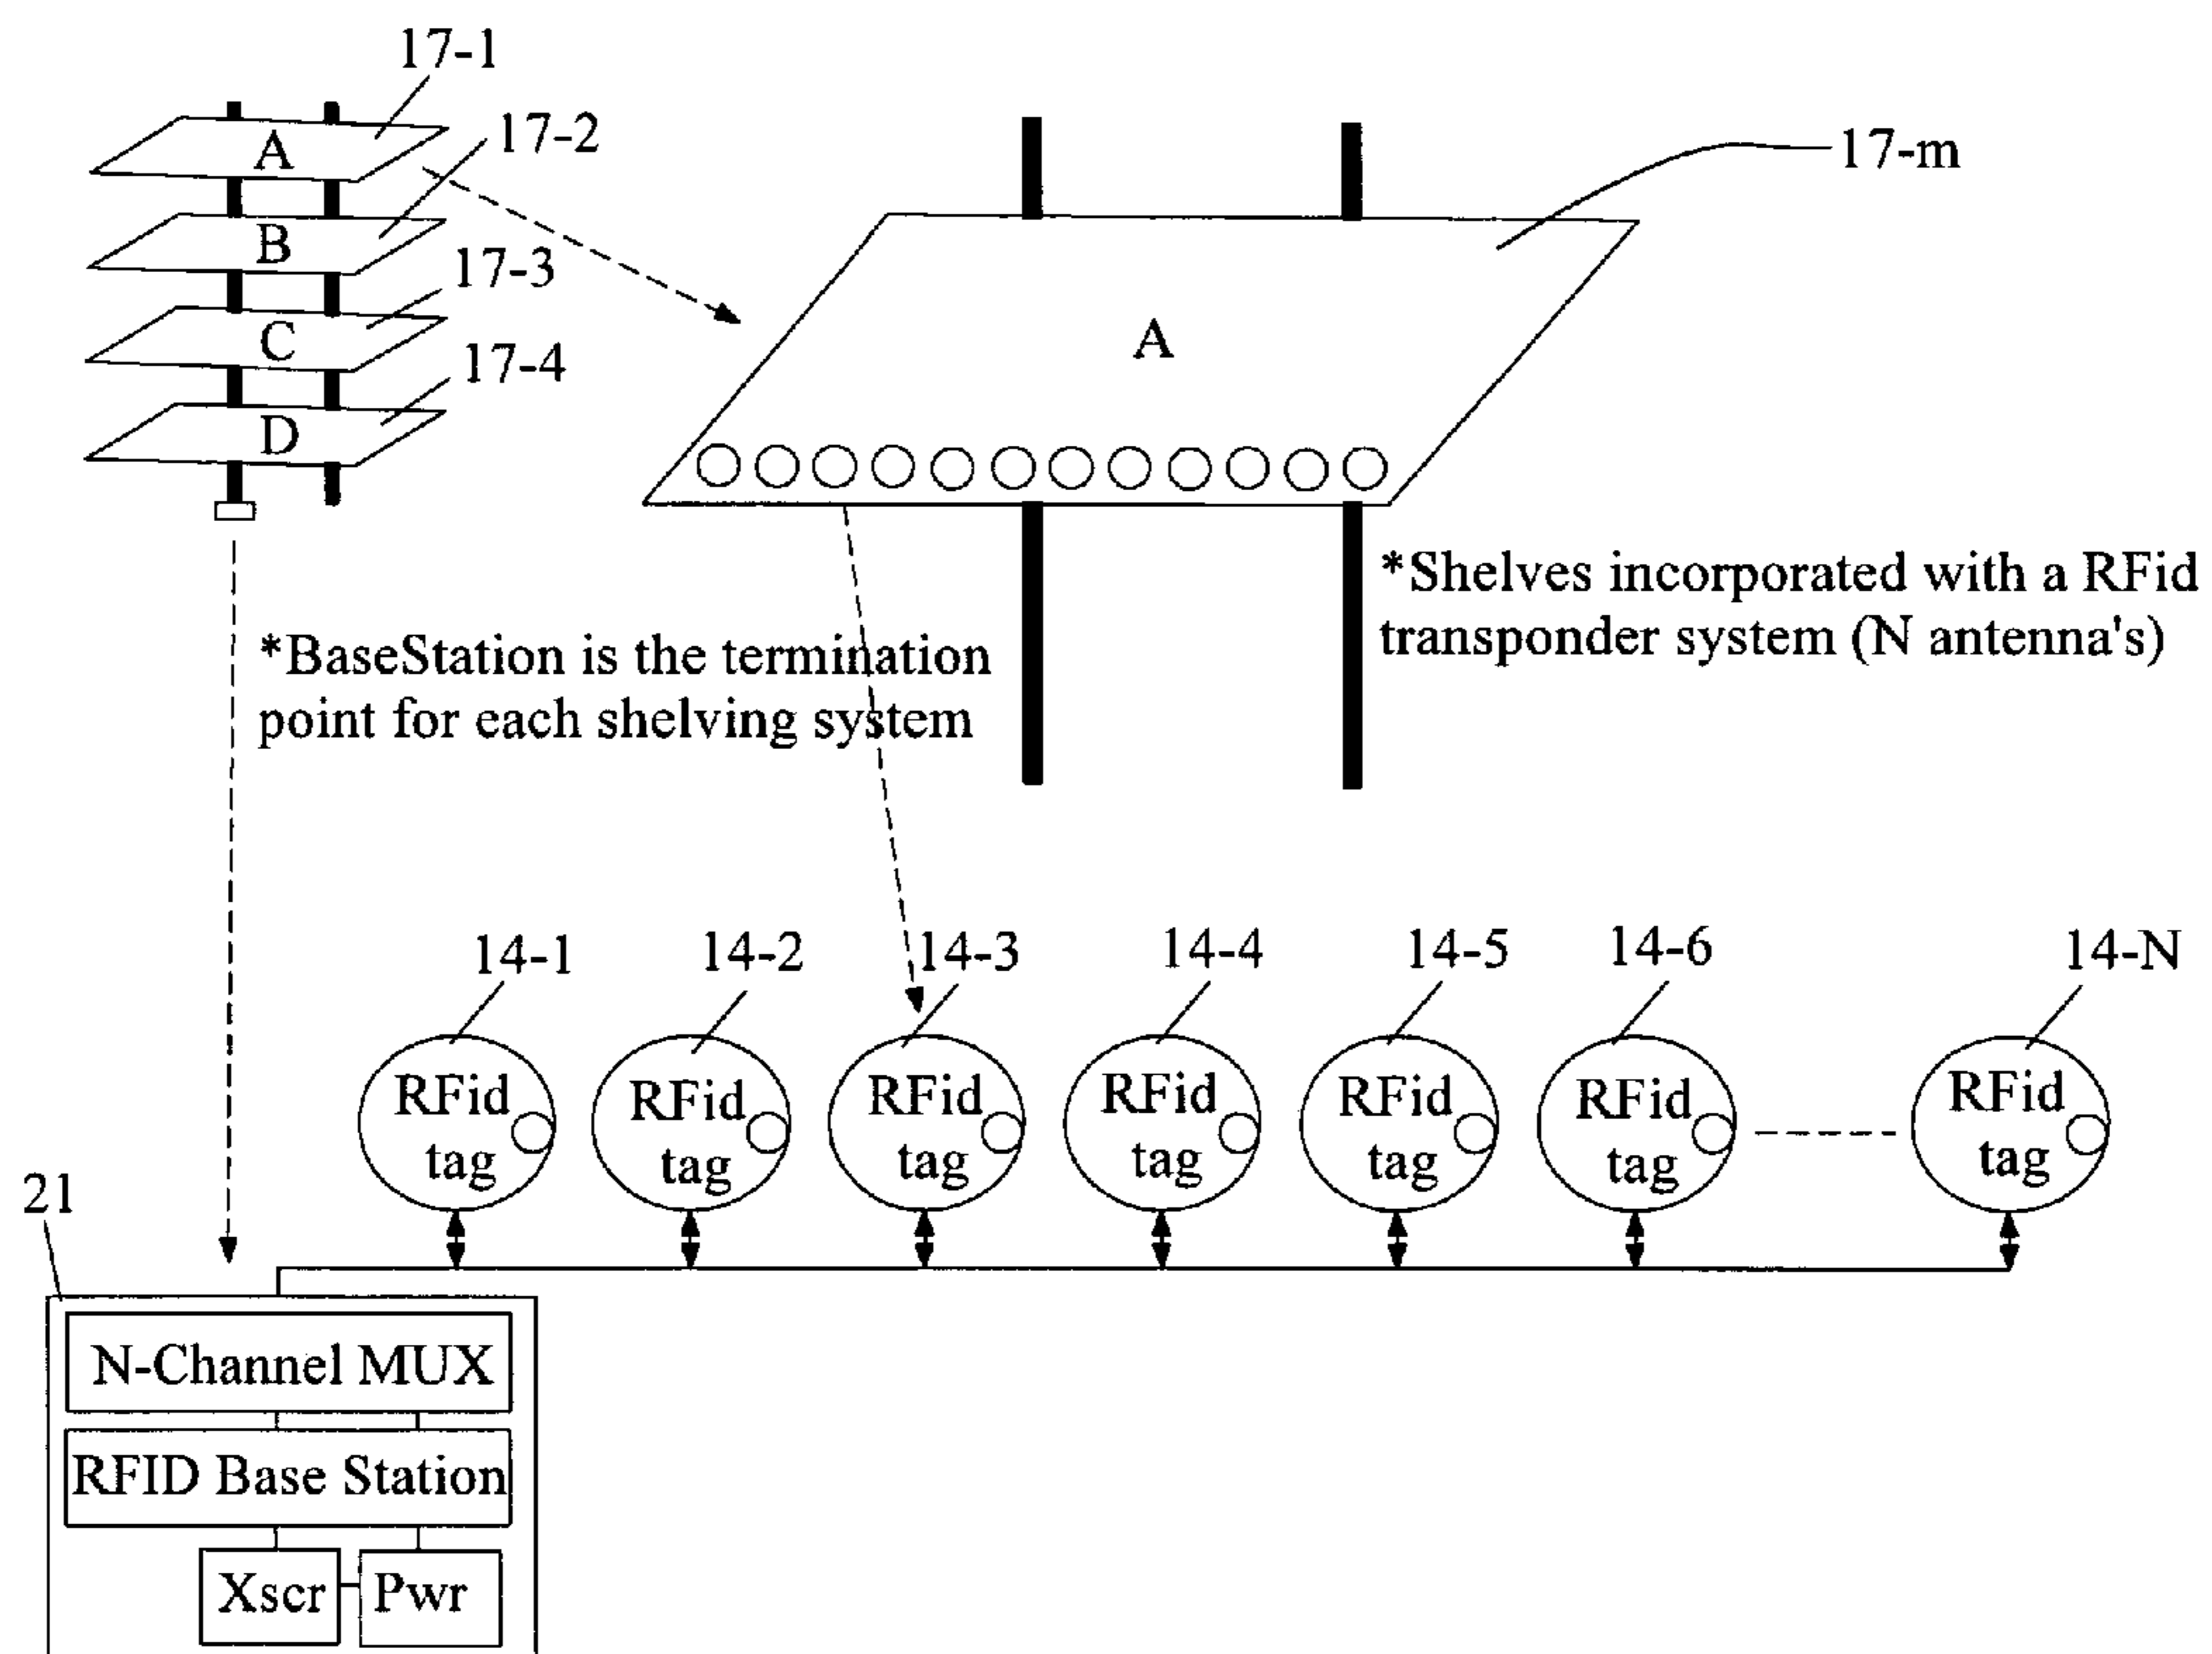 17-1
17-2
17-3
17-4
A
B
C
D
17-m
A
*Shelves incorporated with a RFid
transponder system (N antenna's)
*BaseStation is the termination
point for each shelving system
14-1
14-2
14-3
14-4
14-5
14-6
14-N
RFid
tag
RFid
tag
RFid
tag
RFid
tag
RFid
tag
RFid
tag
RFid
tag
21
N-Channel MUX
RFID Base Station
Xscr
Pwr